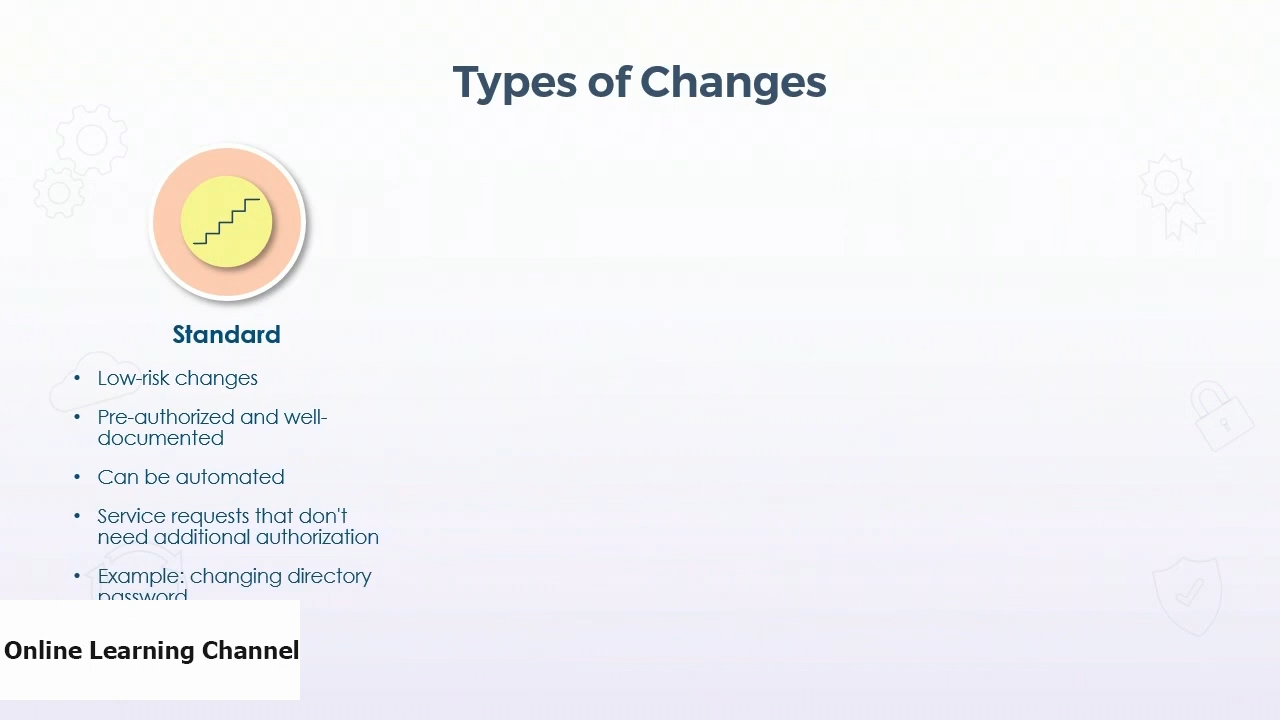 Types of Changes
Standard
• Low-risk changes
• Pre-authorized and well-
documented
• Can be automated
• Service requests that don't
need additional authorization
• Example: changing directory
password
Online Learning Channel